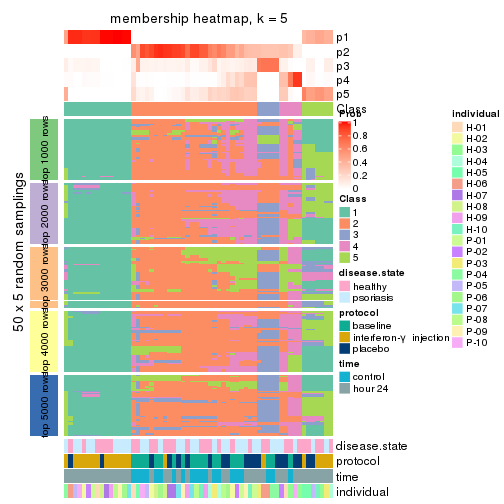 membership heatmap, k = 5
p1
p2
p3
p4
p5
Class
50 x 5 random samplings
top 1000 rows
top 2000 rows
top 3000 rows
top 4000 rows
top 5000 rows
disease.state
protocol
time
individual
Prob
1
0.8
0.6
0.4
0.2
0
Class
1
2
3
4
5
disease.state
healthy
psoriasis
protocol
baseline
interferon-γ injection
placebo
time
control
hour 24
individual
H-01
H-02
H-03
H-04
H-05
H-06
H-07
H-08
H-09
H-10
P-01
P-02
P-03
P-04
P-05
P-06
P-07
P-08
P-09
P-10